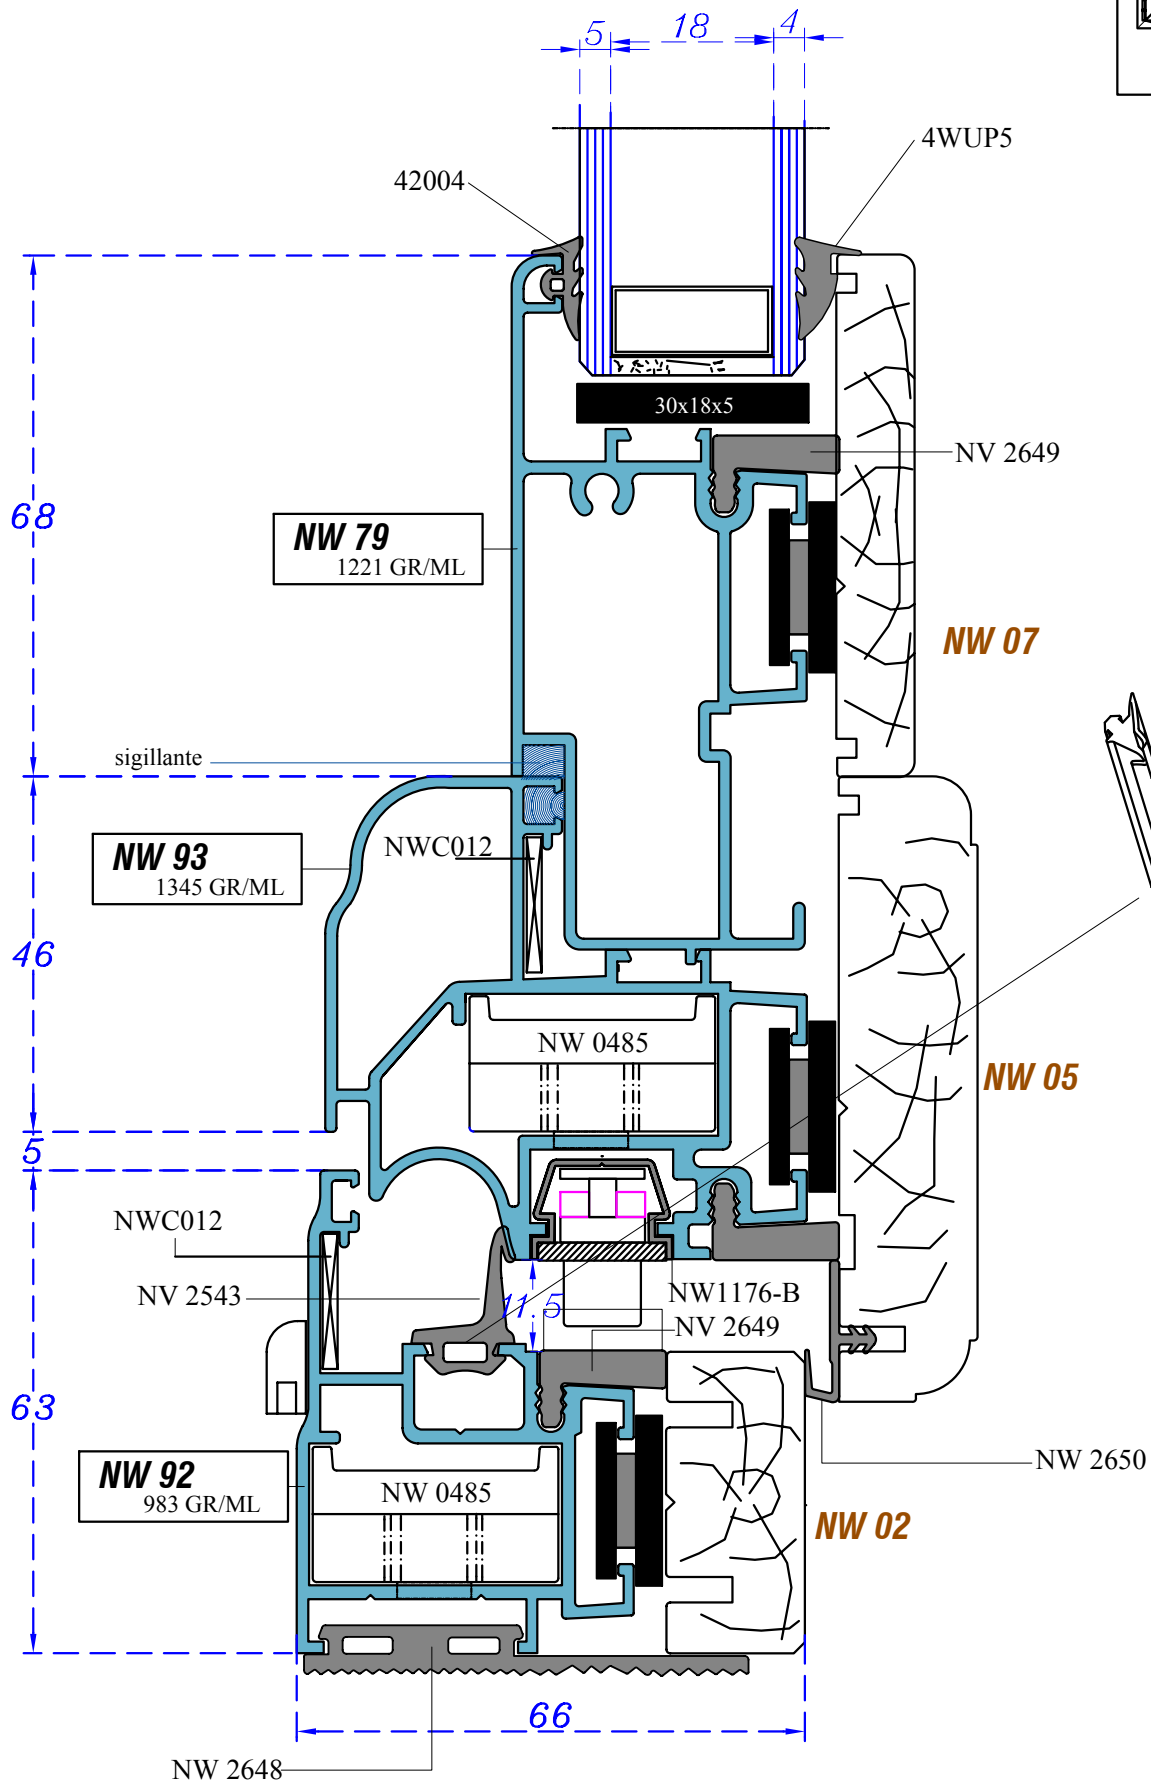 5 18 4
4WUP5
42004
30x18x5
NV 2649
68
NW 79
1221 GR/ML
NW 07
sigillante
NWC012
NW 93
1345 GR/ML
46
NW 0485
NW 05
5
NWC012
NV 2543
11.5
NW1176-B
NV 2649
63
NW 2650
NW 92
983 GR/ML
NW 0485
NW 02
66
NW 2648